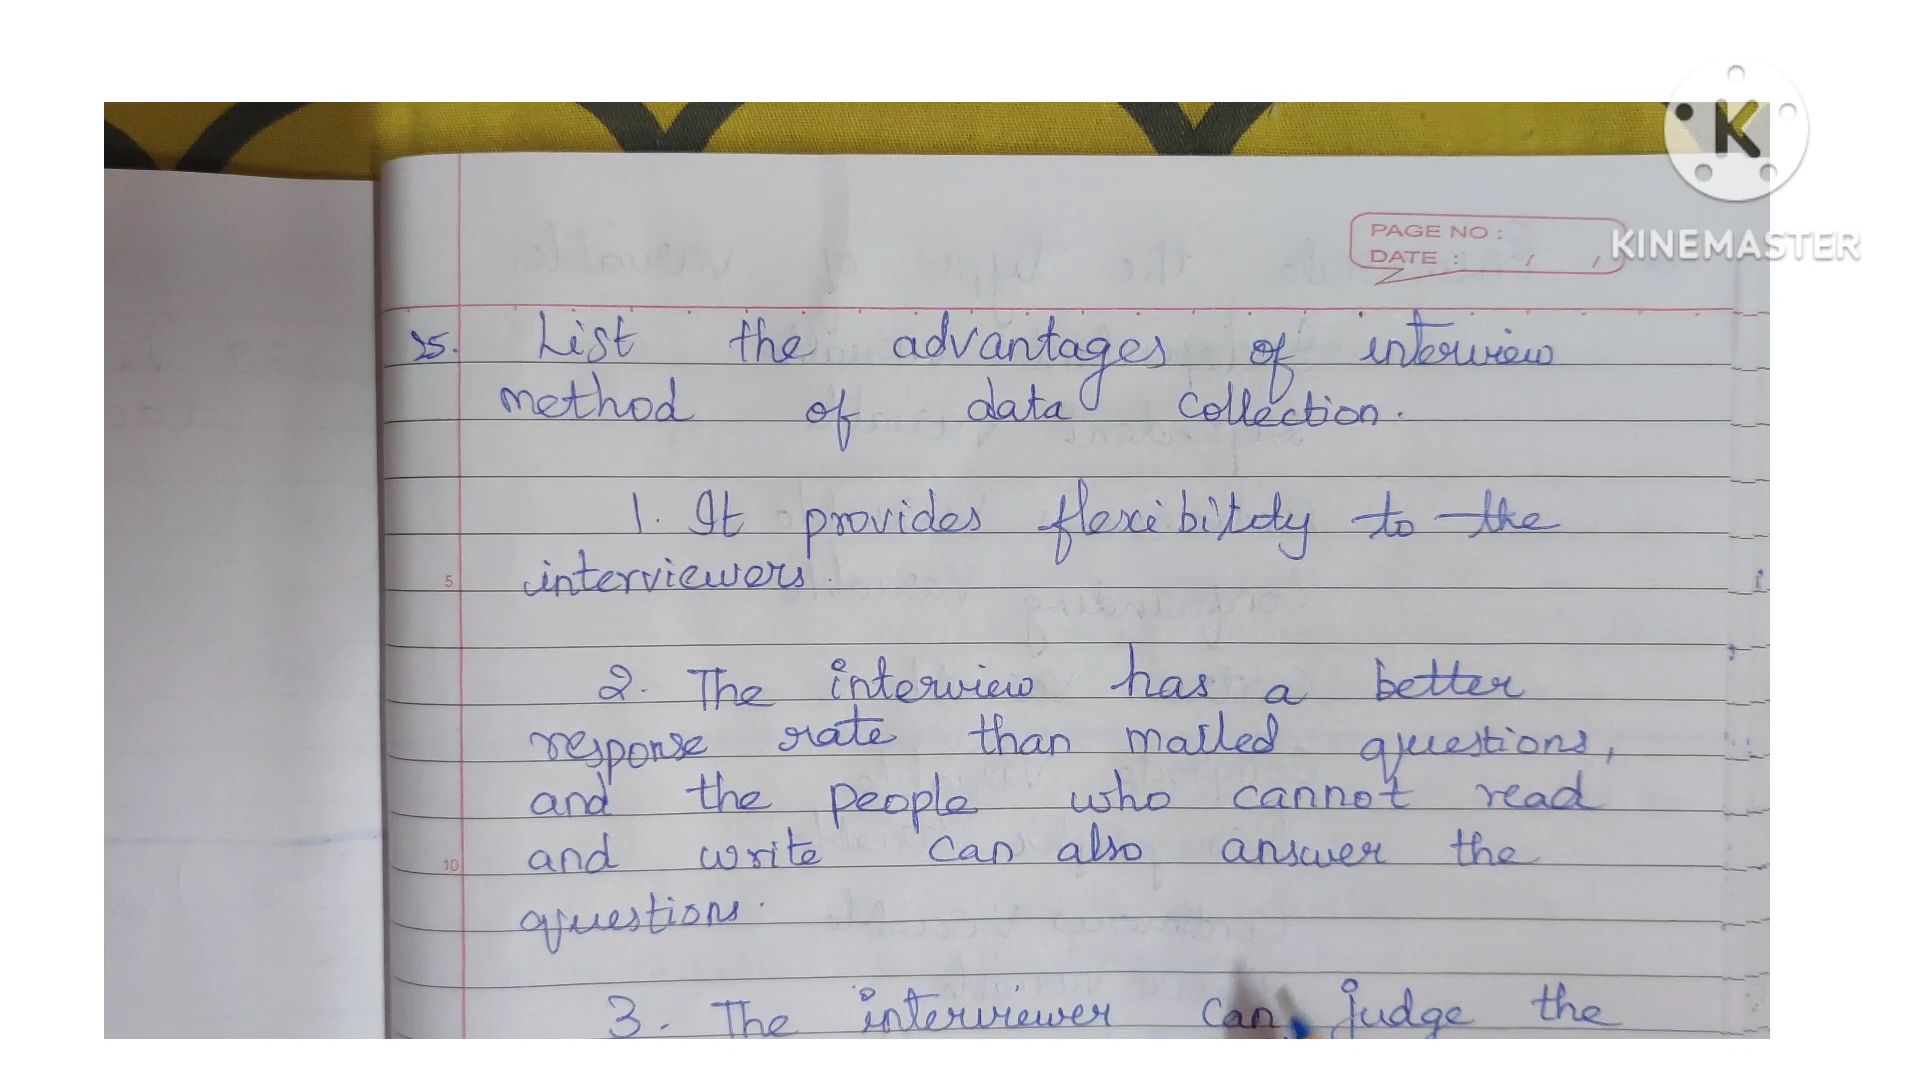 KINEMASTER
PAGE NO :
DATE : / /
25. List the advantages of interview
method of data collection.
1. It provides flexibility to the
5 interviewers.
2. The interview has a better
response rate than mailed questions,
and the people who cannot read
10 and write can also answer the
questions.
3. The interviewer can judge the